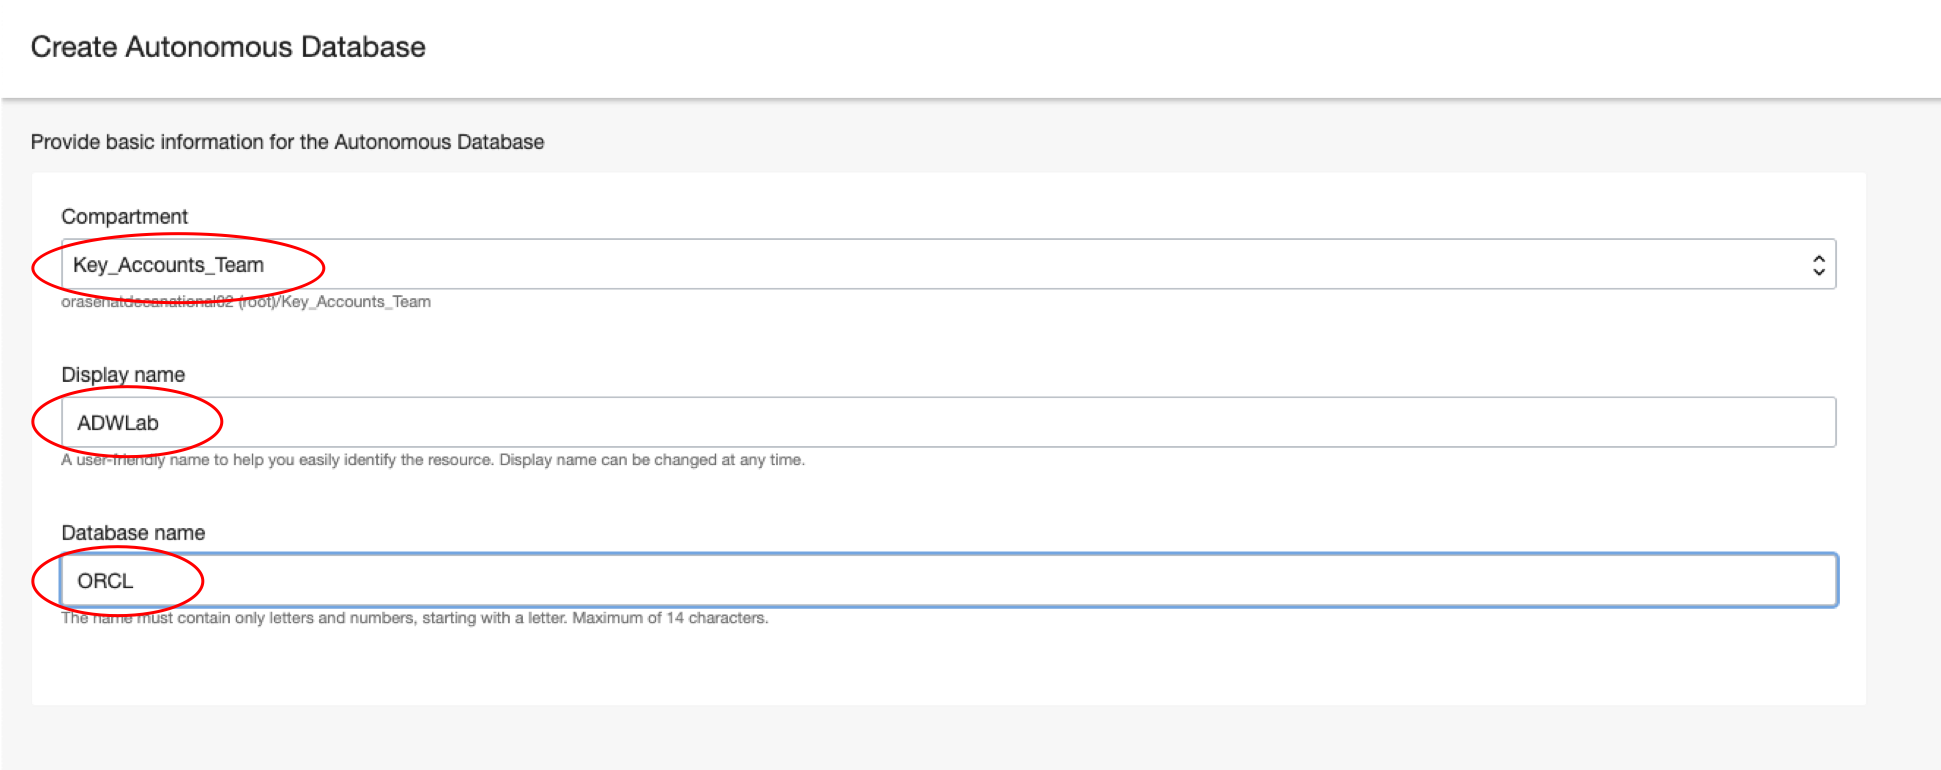 Create Autonomous Database
Provide basic information for the Autonomous Database
Compartment
Key_Accounts_Team
(root)/Key_Accounts_Team
Display name
ADWLab
A user-friendly name to help you easily identify the resource. Display name can be changed at any time.
Database name
ORCL
The name must contain only letters and numbers, starting with a letter. Maximum of 14 characters.